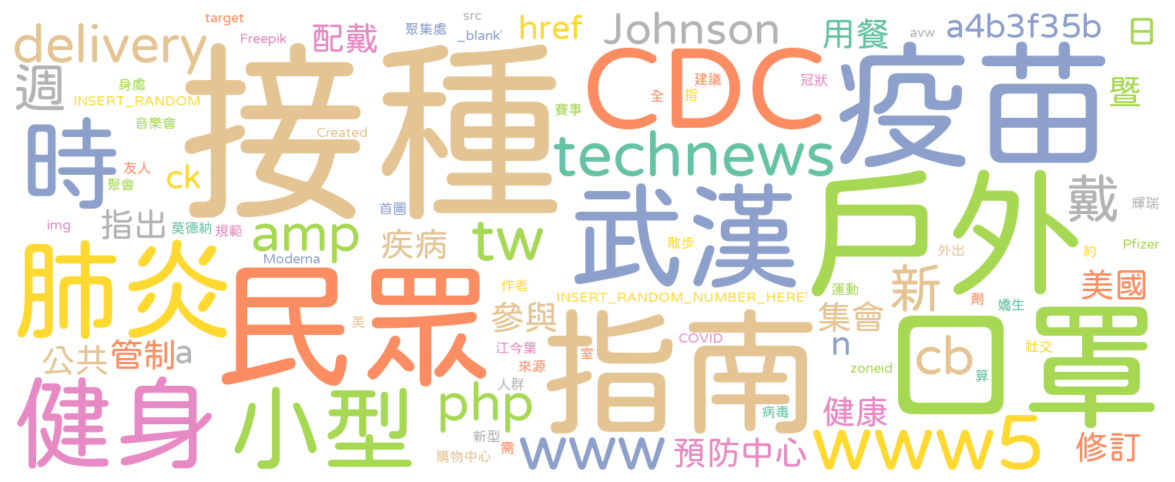 target
src
Freepik
delivery
配戴
聚集處
_blank'
href
Johnson
用餐
avw
a4b3f35b
日
週
身處
INSERT_RANDOM
音樂會
接種
Created
賽事
CDC
全
建議
指
冠狀
疫苗
暨
時
友人
聚會
ck
technews
指出
莫德納
規範
首圖
武漢
戶外
戴
輝瑞
img
amp
疾病
tw
散步
外出
約
Pfizer
肺炎
Moderna
作者
INSERT_RANDOM_NUMBER_HERE'
運動
新
劑
美國
民眾
美
參與
集會
嬌生
公共
管制
a
江今葉
來源
室
COVID
n
口罩
cb
社交
指南
zoneid
算
健身
小型
php
人群
病毒
健康
新型
需
購物中心
www
預防中心
www5
修訂